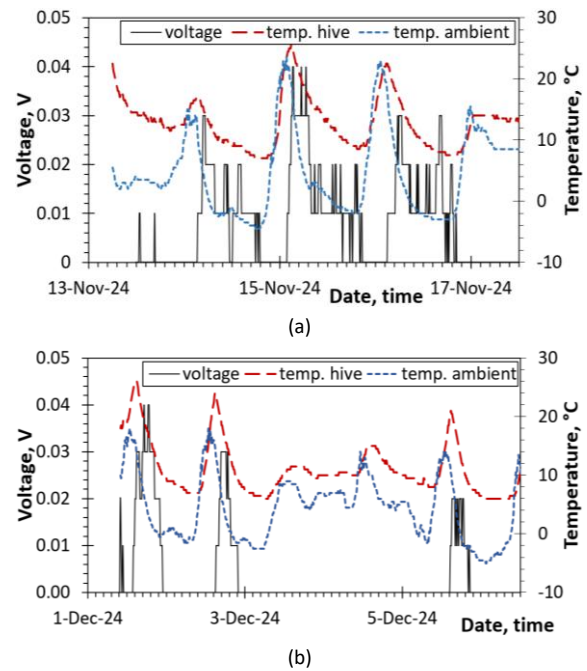 voltage temp. hive temp. ambient
Voltage, V
Temperature, °C
0.05
0.04
0.03
0.02
0.01
0
30
20
10
0
-10
13-Nov-24 15-Nov-24 17-Nov-24
Date, time
(a)
voltage temp. hive temp. ambient
Voltage, V
Temperature, °C
0.05
0.04
0.03
0.02
0.01
0.00
30
20
10
0
-10
1-Dec-24 3-Dec-24 5-Dec-24
Date, time
(b)